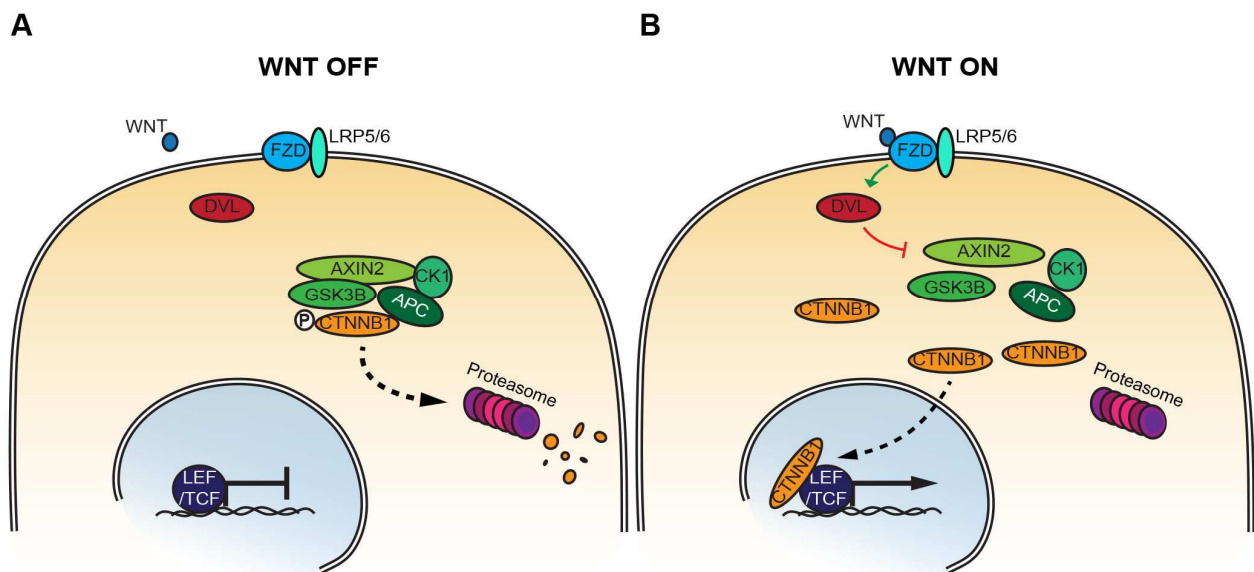 A
WNT OFF
WNT
FZD
LRP5/6
DVL
AXIN2
CK1
GSK3B
APC
P
CTNNB1
Proteasome
LEF
/TCF
B
WNT ON
WNT
FZD
LRP5/6
DVL
AXIN2
CK1
GSK3B
APC
CTNNB1
CTNNB1
CTNNB1
Proteasome
CTNNB1
LEF
/TCF